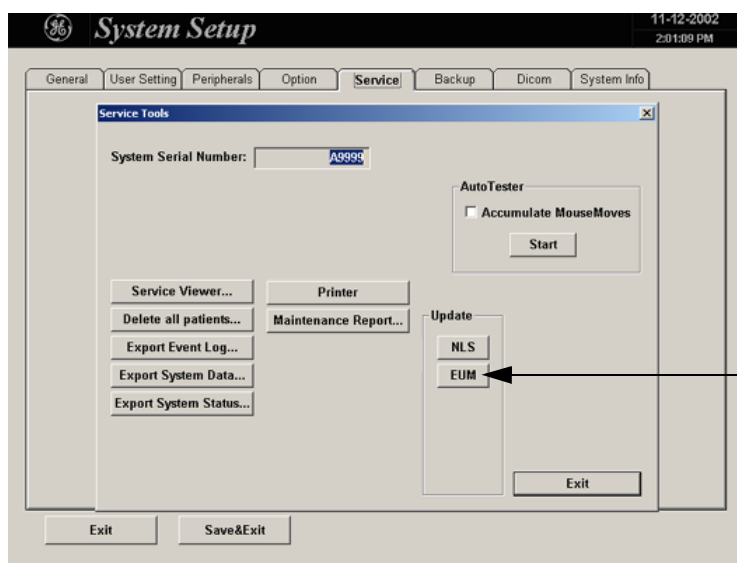 System Setup
11-12-2002
2:01:09 PM
General User Setting Peripherals Option Service Backup Dicom System Info
Service Tools
System Serial Number: A9999
AutoTester
Accumulate MouseMoves
Start
Service Viewer... Printer
Delete all patients... Maintenance Report... Update
Export Event Log... NLS
Export System Data... EUM
Export System Status...
Exit
Exit Save&Exit